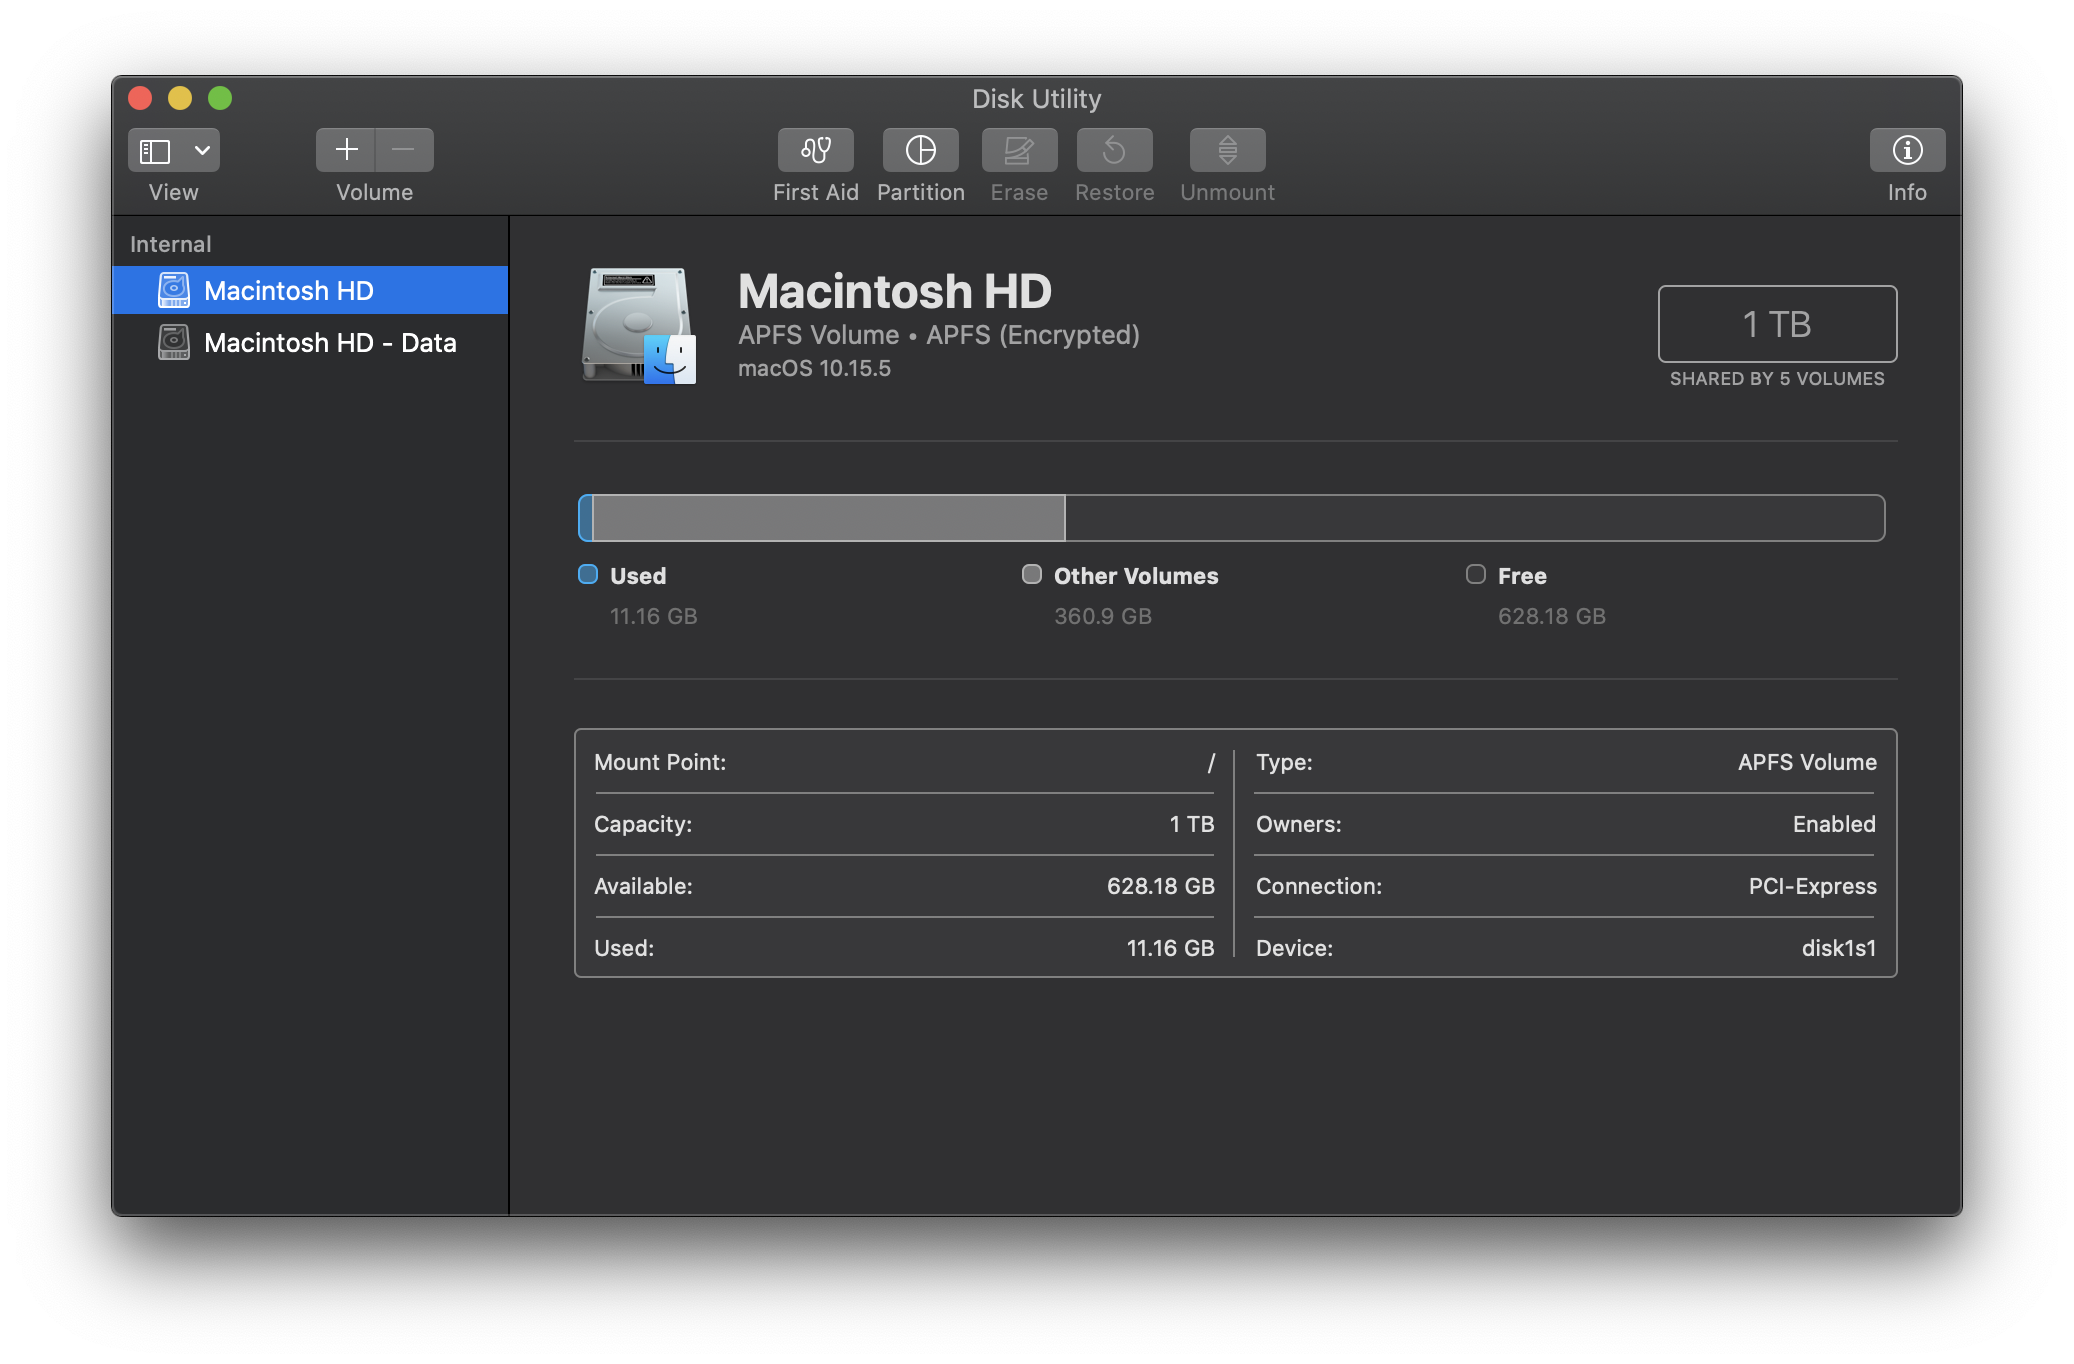 Disk Utility
View
Volume
First Aid
Partition
Erase
Restore
Unmount
Info
Internal
Macintosh HD
Macintosh HD - Data
Macintosh HD
APFS Volume • APFS (Encrypted)
macOS 10.15.5
1 TB
SHARED BY 5 VOLUMES
Used
11.16 GB
Other Volumes
360.9 GB
Free
628.18 GB
Mount Point: /
Capacity: 1 TB
Available: 628.18 GB
Used: 11.16 GB
Type: APFS Volume
Owners: Enabled
Connection: PCI-Express
Device: disk1s1